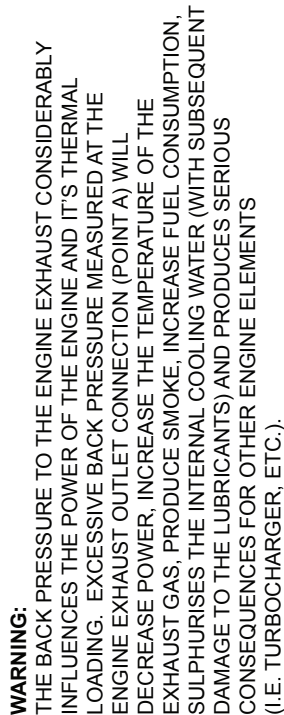 WARNING:
THE BACK PRESSURE TO THE ENGINE EXHAUST CONSIDERABLY
INFLUENCES THE POWER OF THE ENGINE AND IT'S THERMAL
LOADING.  EXCESSIVE BACK PRESSURE MEASURED AT THE
ENGINE EXHAUST OUTLET CONNECTION (POINT A) WILL
DECREASE POWER, INCREASE THE TEMPERATURE OF THE
EXHAUST GAS, PRODUCE SMOKE, INCREASE FUEL CONSUMPTION,
SULPHURISES THE INTERNAL COOLING WATER (WITH SUBSEQUENT
DAMAGE TO THE LUBRICANTS) AND PRODUCES SERIOUS
CONSEQUENCES FOR OTHER ENGINE ELEMENTS
(I.E. TURBOCHARGER, ETC.).